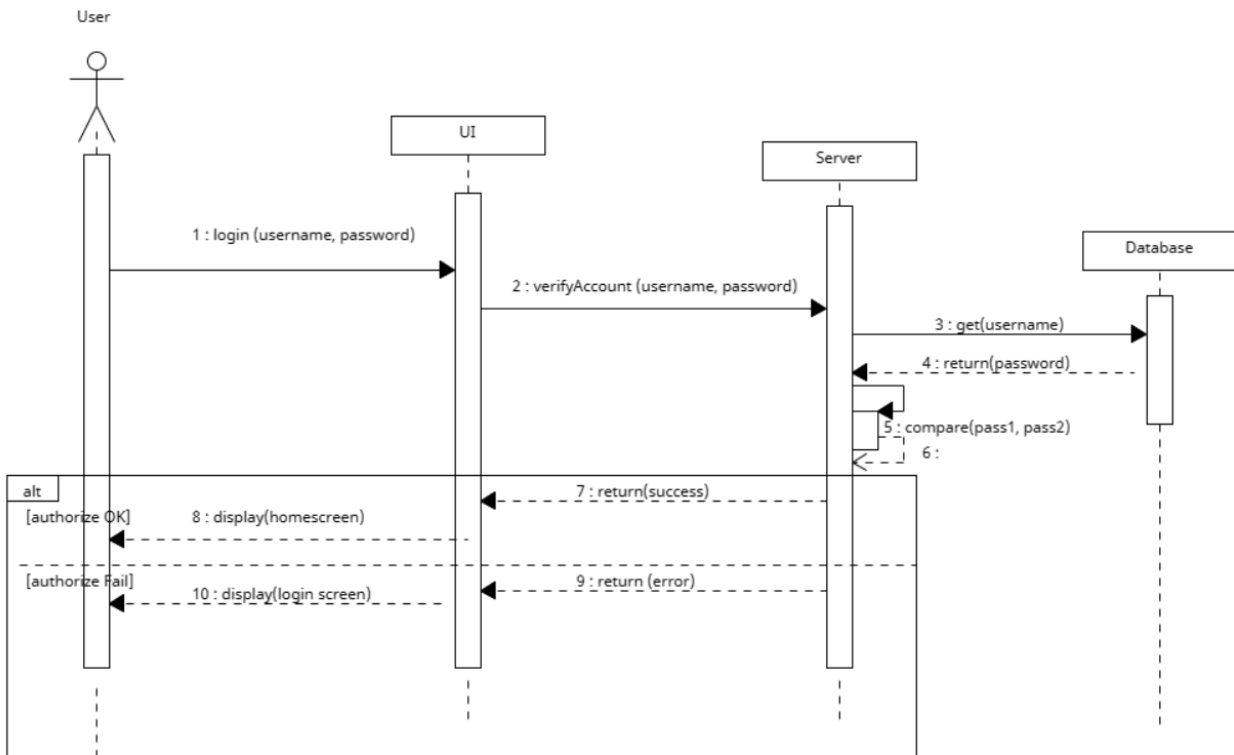 User
UI
Server
Database
1 : login (username, password)
2 : verifyAccount (username, password)
3 : get(username)
4 : return(password)
5 : compare(pass1, pass2)
6 :
alt
7 : return(success)
[authorize OK]
8 : display(homescreen)
[authorize Fail]
9 : return (error)
10 : display(login screen)